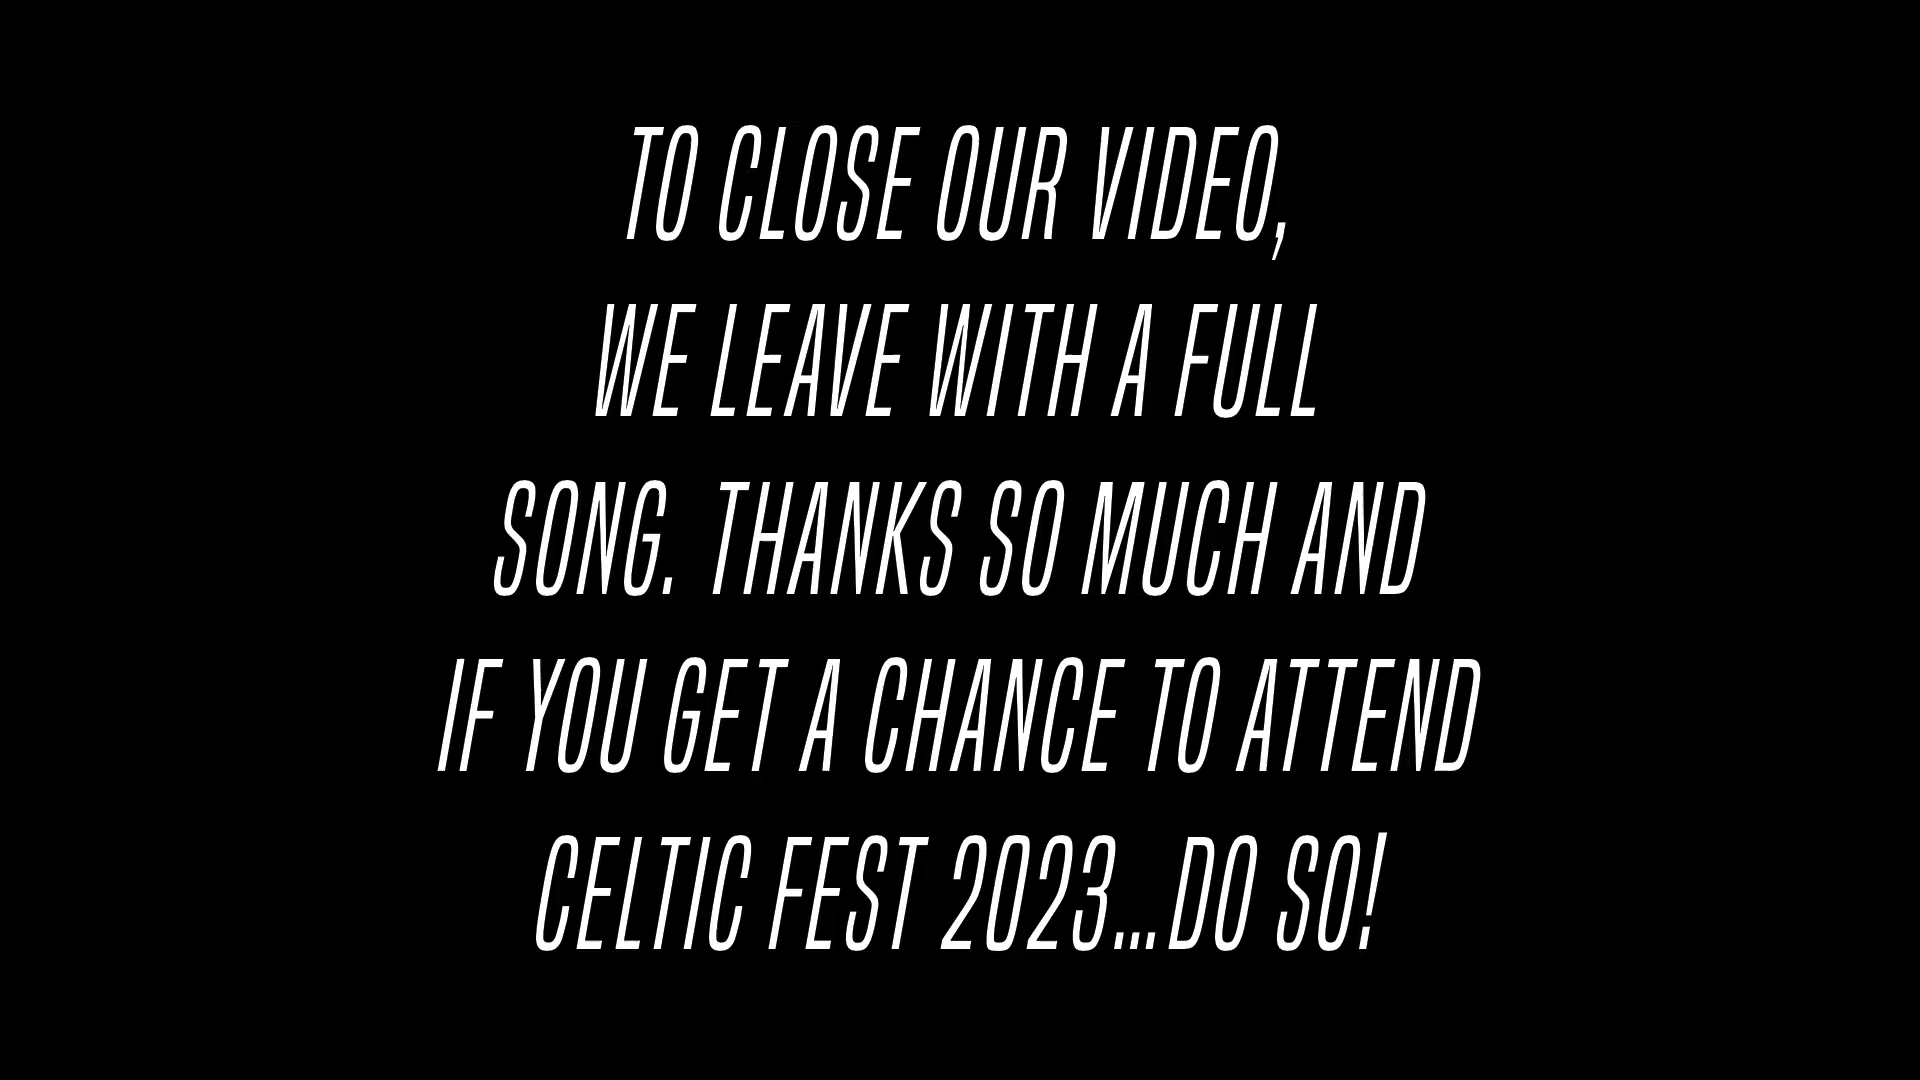 TO CLOSE OUR VIDEO,
WE LEAVE WITH A FULL
SONG. THANKS SO MUCH AND
IF YOU GET A CHANCE TO ATTEND
CELTIC FEST 2023...DO SO!